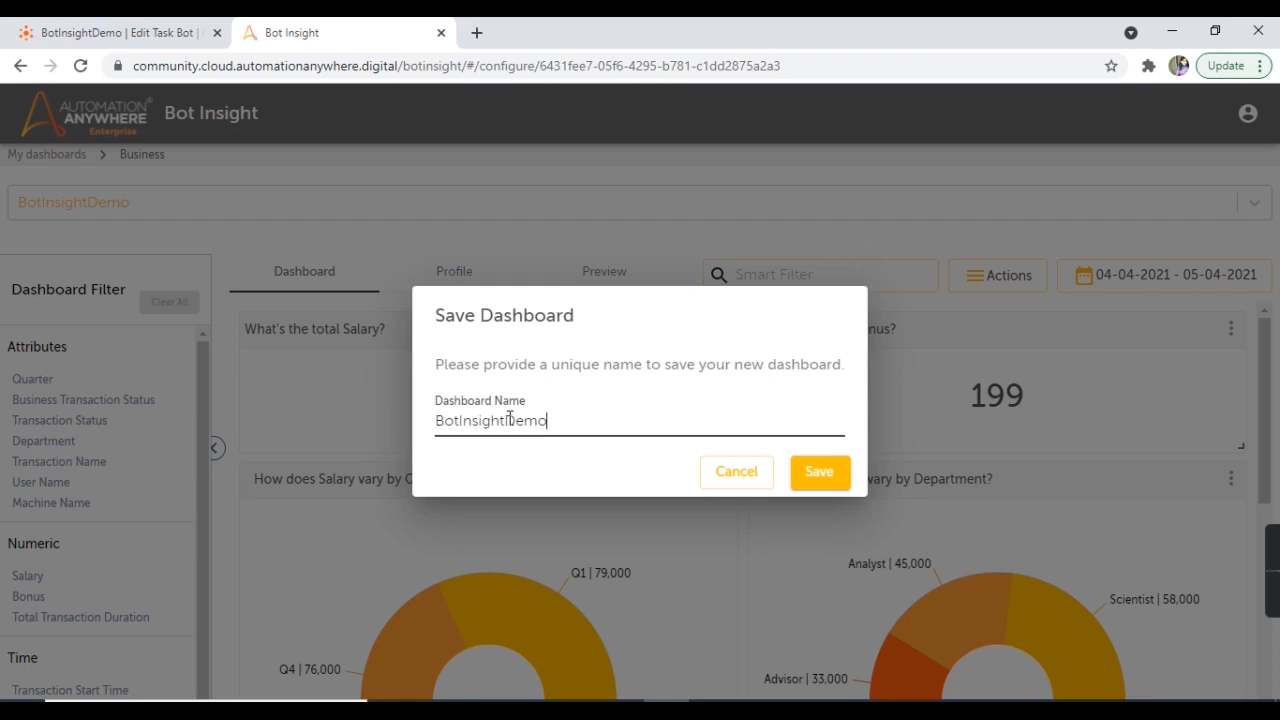 BotInsightDemo | Edit Task Bot |
Bot Insight
community.cloud.automationanywhere.digital/botinsight/#/configure/6431fee7-05f6-4295-b781-c1dd2875a2a3
Update
AUTOMATION
ANYWHERE
Enterprise
Bot Insight
My dashboards > Business
BotInsightDemo
Dashboard Filter
Clear All
Dashboard
Profile
Preview
Smart Filter
Actions
04-04-2021 - 05-04-2021
Attributes
Quarter
Business Transaction Status
Transaction Status
Department
Transaction Name
User Name
Machine Name
Numeric
Salary
Bonus
Total Transaction Duration
Time
Transaction Start Time
What's the total Salary?
nus?
199
Save Dashboard
Please provide a unique name to save your new dashboard.
Dashboard Name
BotInsightDemo
Cancel
Save
How does Salary vary by
vary by Department?
Q1 | 79,000
Q4 | 76,000
Analyst | 45,000
Scientist | 58,000
Advisor | 33,000